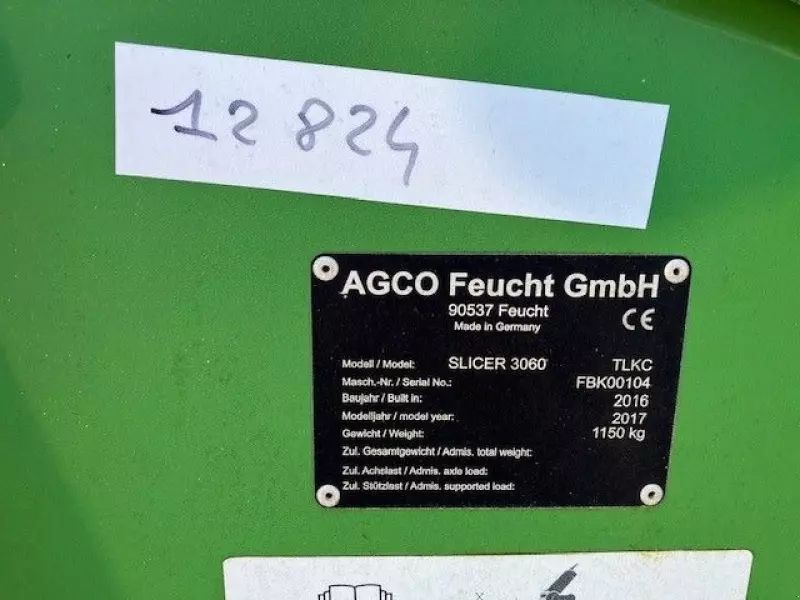 12 824
AGCO Feucht GmbH
90537 Feucht
Made in Germany
CE
Modell / Model: SLICER 3060 TLKC
Masch.-Nr. / Serial No.: FBK00104
Baujahr / Built in: 2016
Modelljahr / model year: 2017
Gewicht / Weight: 1150 kg
Zul. Gesamtgewicht / Admis. total weight:
Zul. Achslast / Admis. axle load:
Zul. Stützlast / Admis. supported load: